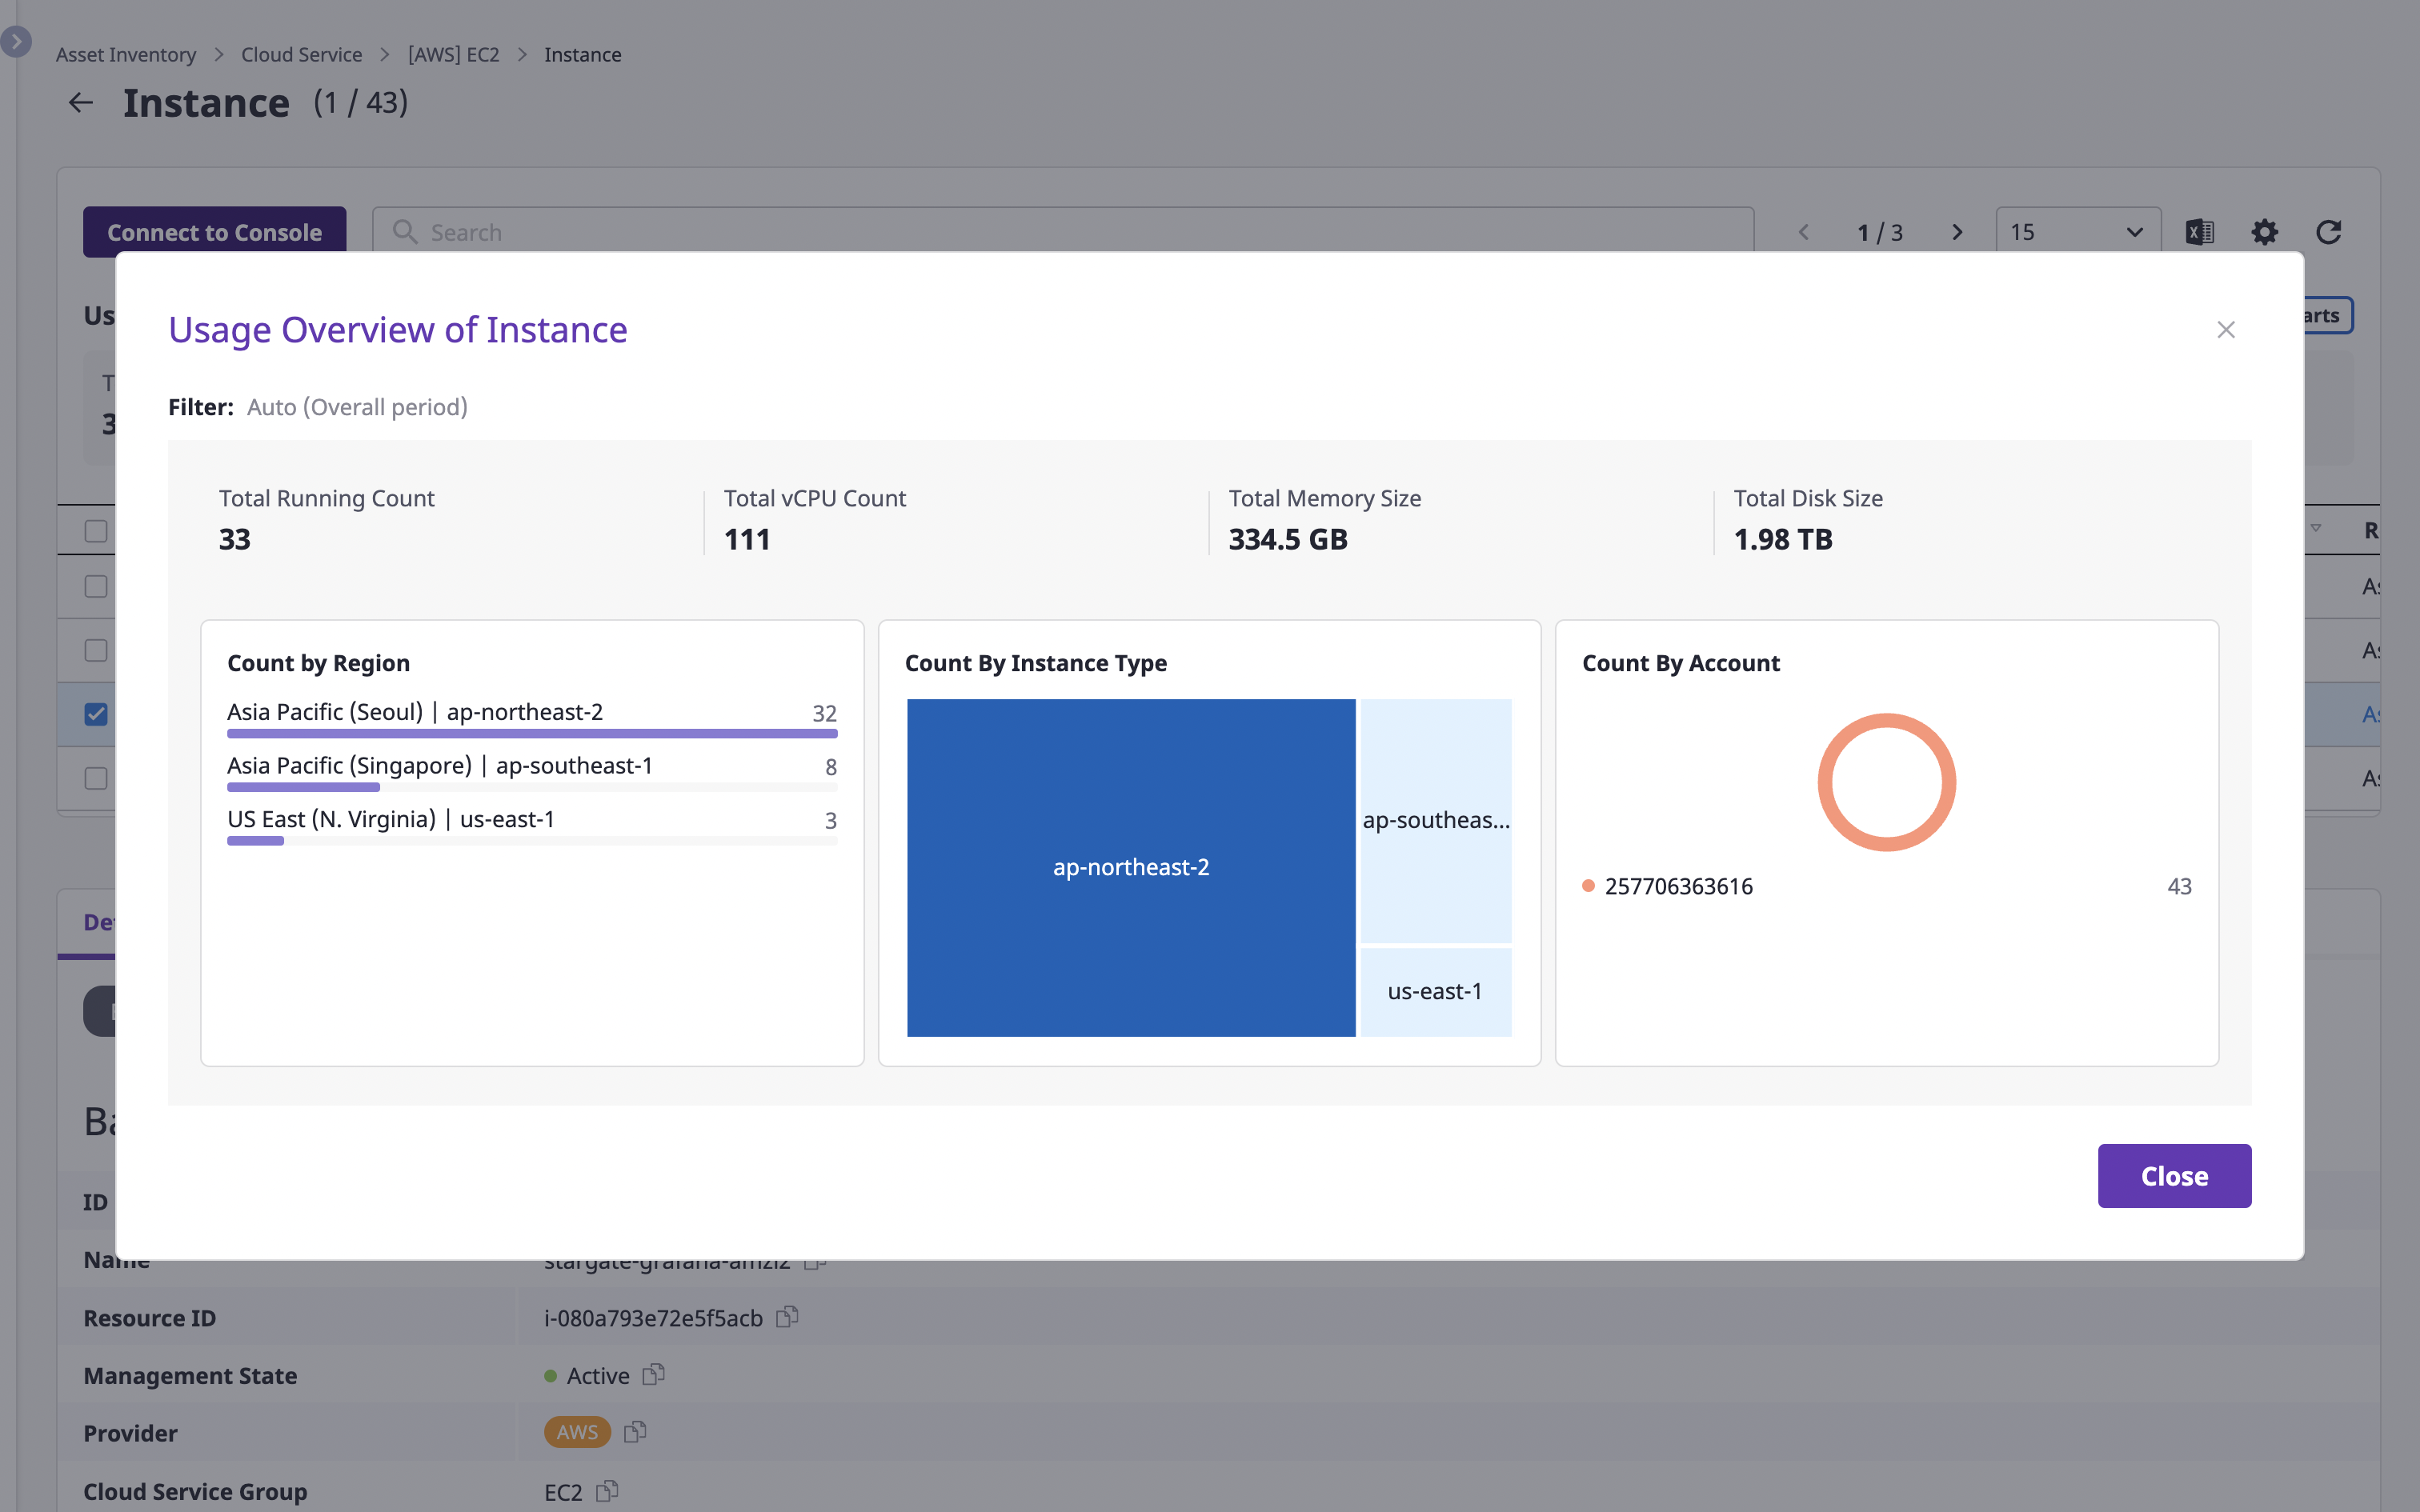 Asset Inventory > Cloud Service > [AWS] EC2 > Instance
Instance (1 / 43)
Connect to Console
Search
1 / 3
15
Us
arts
Usage Overview of Instance
Filter: Auto (Overall period)
T
3
Total Running Count
33
Total vCPU Count
111
Total Memory Size
334.5 GB
Total Disk Size
1.98 TB
R
As
As
As
As
Count by Region
Asia Pacific (Seoul) | ap-northeast-2 32
Asia Pacific (Singapore) | ap-southeast-1 8
US East (N. Virginia) | us-east-1 3
Count By Instance Type
ap-northeast-2
ap-southeas...
us-east-1
Count By Account
257706363616 43
De
Ba
Close
ID
Name stargate-grafana-amzl2
Resource ID i-080a793e72e5f5acb
Management State Active
Provider AWS
Cloud Service Group EC2